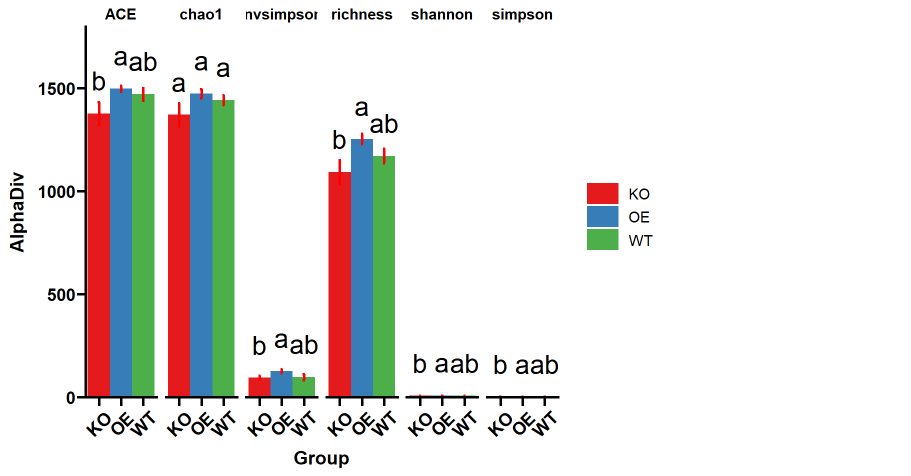 ACE chao1 nvsimpsor richness shannon simpson
AlphaDiv
1500
1000
500
0
b a ab
a a a
b a ab
b a ab
b a ab
b a ab
KO OE WT KO OE WT KO OE WT KO OE WT KO OE WT KO OE WT
Group
KO
OE
WT